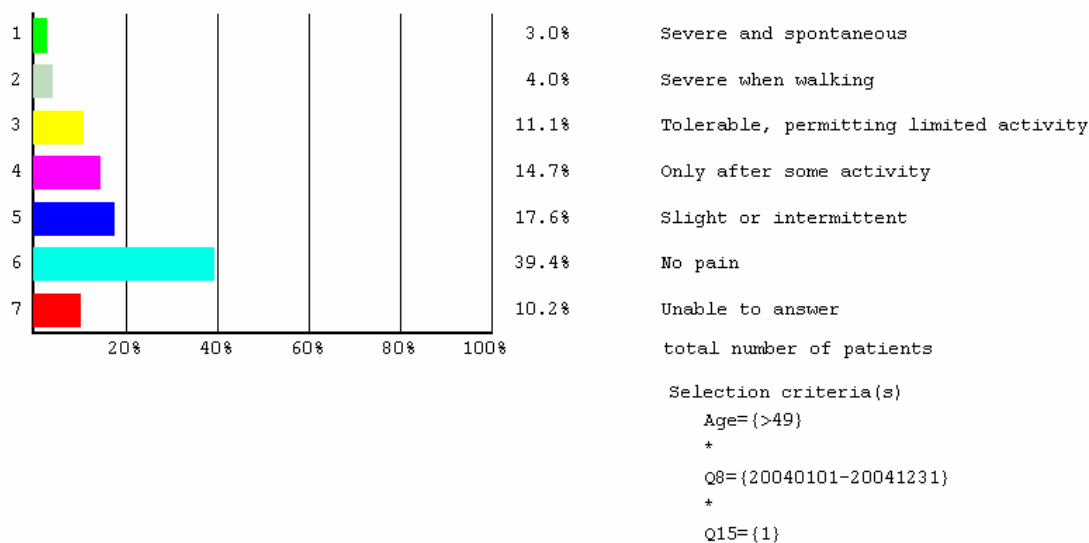 1 3.0% Severe and spontaneous
2 4.0% Severe when walking
3 11.1% Tolerable, permitting limited activity
4 14.7% Only after some activity
5 17.6% Slight or intermittent
6 39.4% No pain
7 10.2% Unable to answer
20% 40% 60% 80% 100% total number of patients
Selection criteria(s)
Age={>49}
*
Q8={20040101-20041231}
*
Q15={1}